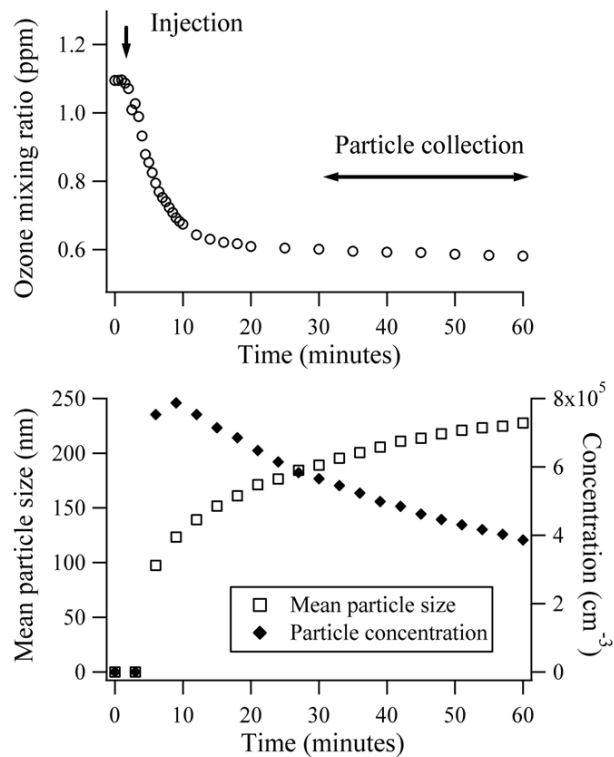 Injection
Particle collection
Ozone mixing ratio (ppm)
1.2
1.0
0.8
0.6
0 10 20 30 40 50 60
Time (minutes)
Mean particle size (nm)
250
200
150
100
50
0
8x10⁵
6
4
2
0
Concentration (cm⁻³)
Mean particle size
Particle concentration
0 10 20 30 40 50 60
Time (minutes)